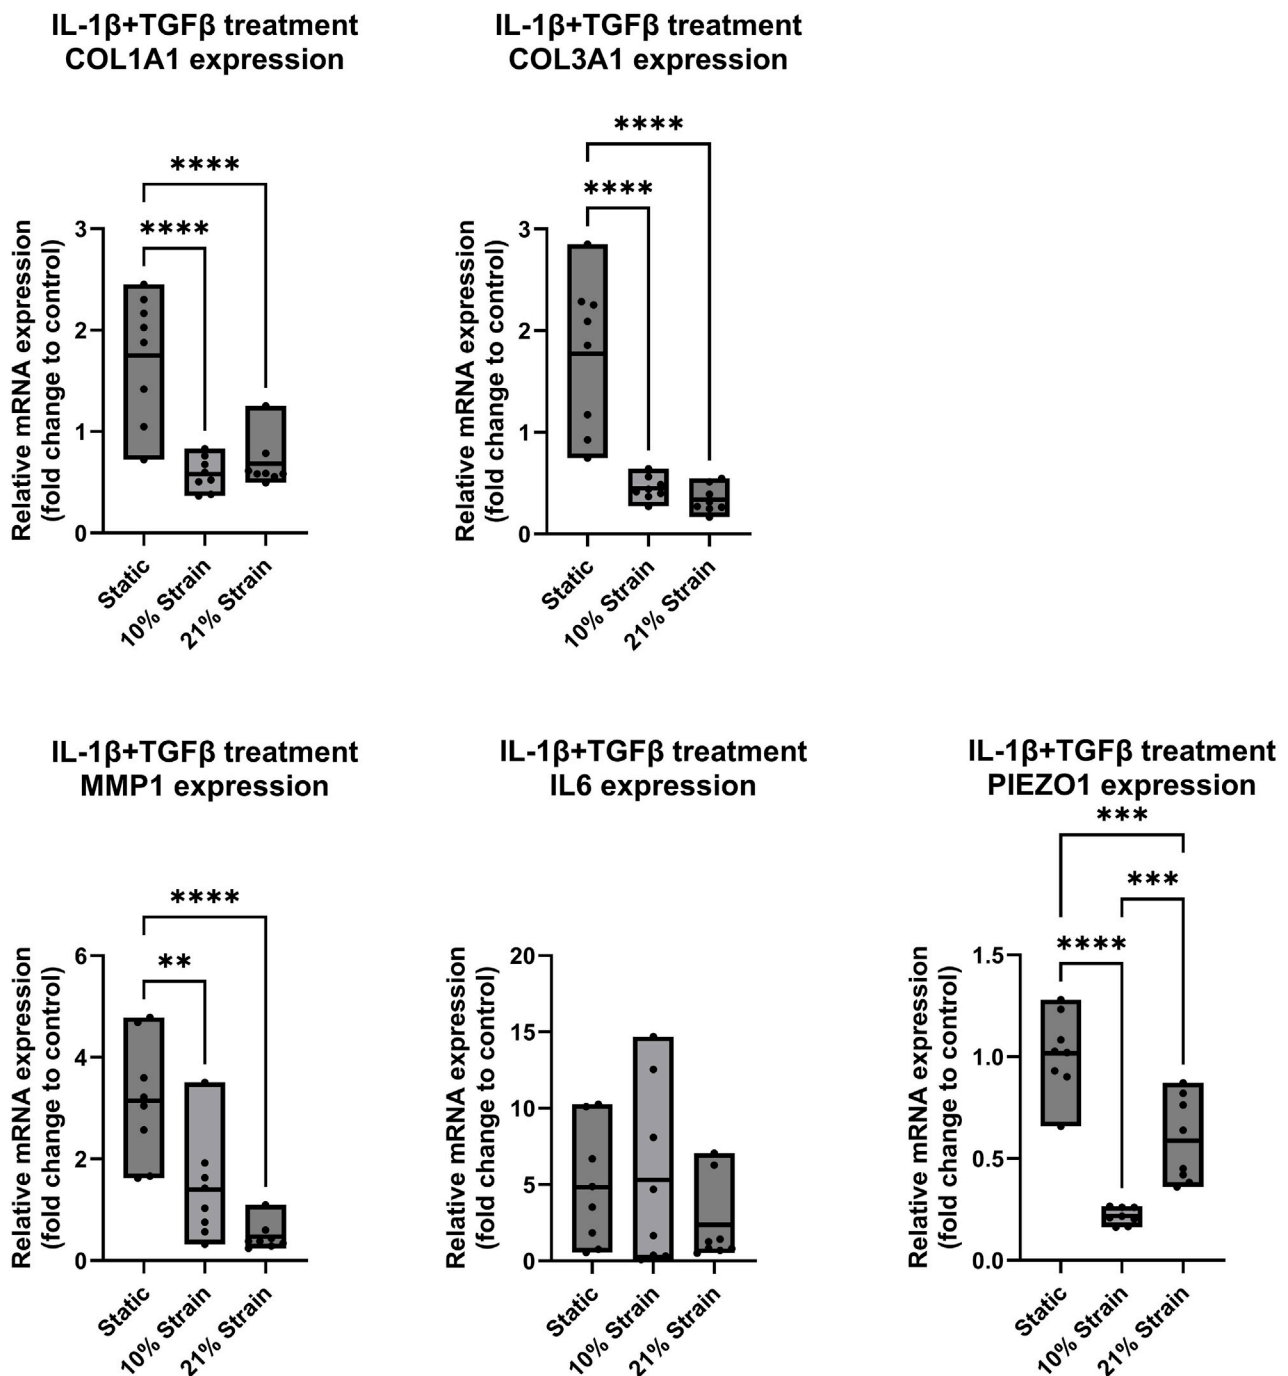 IL-1β+TGFβ treatment
COL1A1 expression
****
****
Relative mRNA expression
(fold change to control)
3
2
1
0
Static
10% Strain
21% Strain
IL-1β+TGFβ treatment
COL3A1 expression
****
****
Relative mRNA expression
(fold change to control)
3
2
1
0
Static
10% Strain
21% Strain
IL-1β+TGFβ treatment
MMP1 expression
****
**
Relative mRNA expression
(fold change to control)
6
4
2
0
Static
10% Strain
21% Strain
IL-1β+TGFβ treatment
IL6 expression
Relative mRNA expression
(fold change to control)
20
15
10
5
0
Static
10% Strain
21% Strain
IL-1β+TGFβ treatment
PIEZO1 expression
***
***
****
Relative mRNA expression
(fold change to control)
1.5
1.0
0.5
0.0
Static
10% Strain
21% Strain